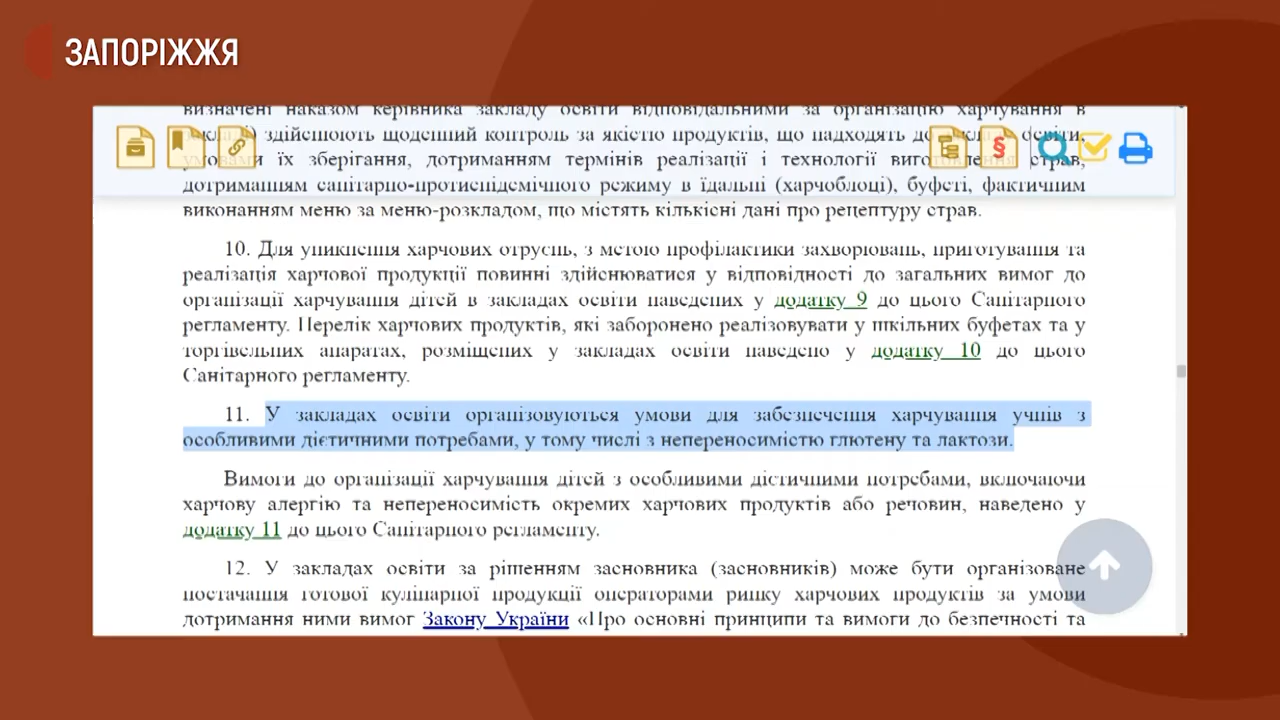 ЗАПОРІЖЖЯ
визначені наказом керівника закладу освіти відповідальними за організацію харчування в
закладі) здійснюють щоденний контроль за якістю продуктів, що надходять до закладу освіти,
умовами їх зберігання, дотриманням термінів реалізації і технології виготовлення страв,
дотриманням санітарно-протиепідемічного режиму в їдальні (харчоблоці), буфеті, фактичним
виконанням меню за меню-розкладом, що містять кількісні дані про рецептуру страв.
10. Для уникнення харчових отруєнь, з метою профілактики захворювань, приготування та
реалізація харчової продукції повинні здійснюватися у відповідності до загальних вимог до
організації харчування дітей в закладах освіти наведених у додатку 9 до цього Санітарного
регламенту. Перелік харчових продуктів, які заборонено реалізовувати у шкільних буфетах та у
торгівельних апаратах, розміщених у закладах освіти наведено у додатку 10 до цього
Санітарного регламенту.
11. У закладах освіти організовуються умови для забезпечення харчування учнів з
особливими дієтичними потребами, у тому числі з непереносимістю глютену та лактози.
Вимоги до організації харчування дітей з особливими дієтичними потребами, включаючи
харчову алергію та непереносимість окремих харчових продуктів або речовин, наведено у
додатку 11 до цього Санітарного регламенту.
12. У закладах освіти за рішенням засновника (засновників) може бути організоване
постачання готової кулінарної продукції операторами ринку харчових продуктів за умови
дотримання ними вимог Закону України «Про основні принципи та вимоги до безпечності та